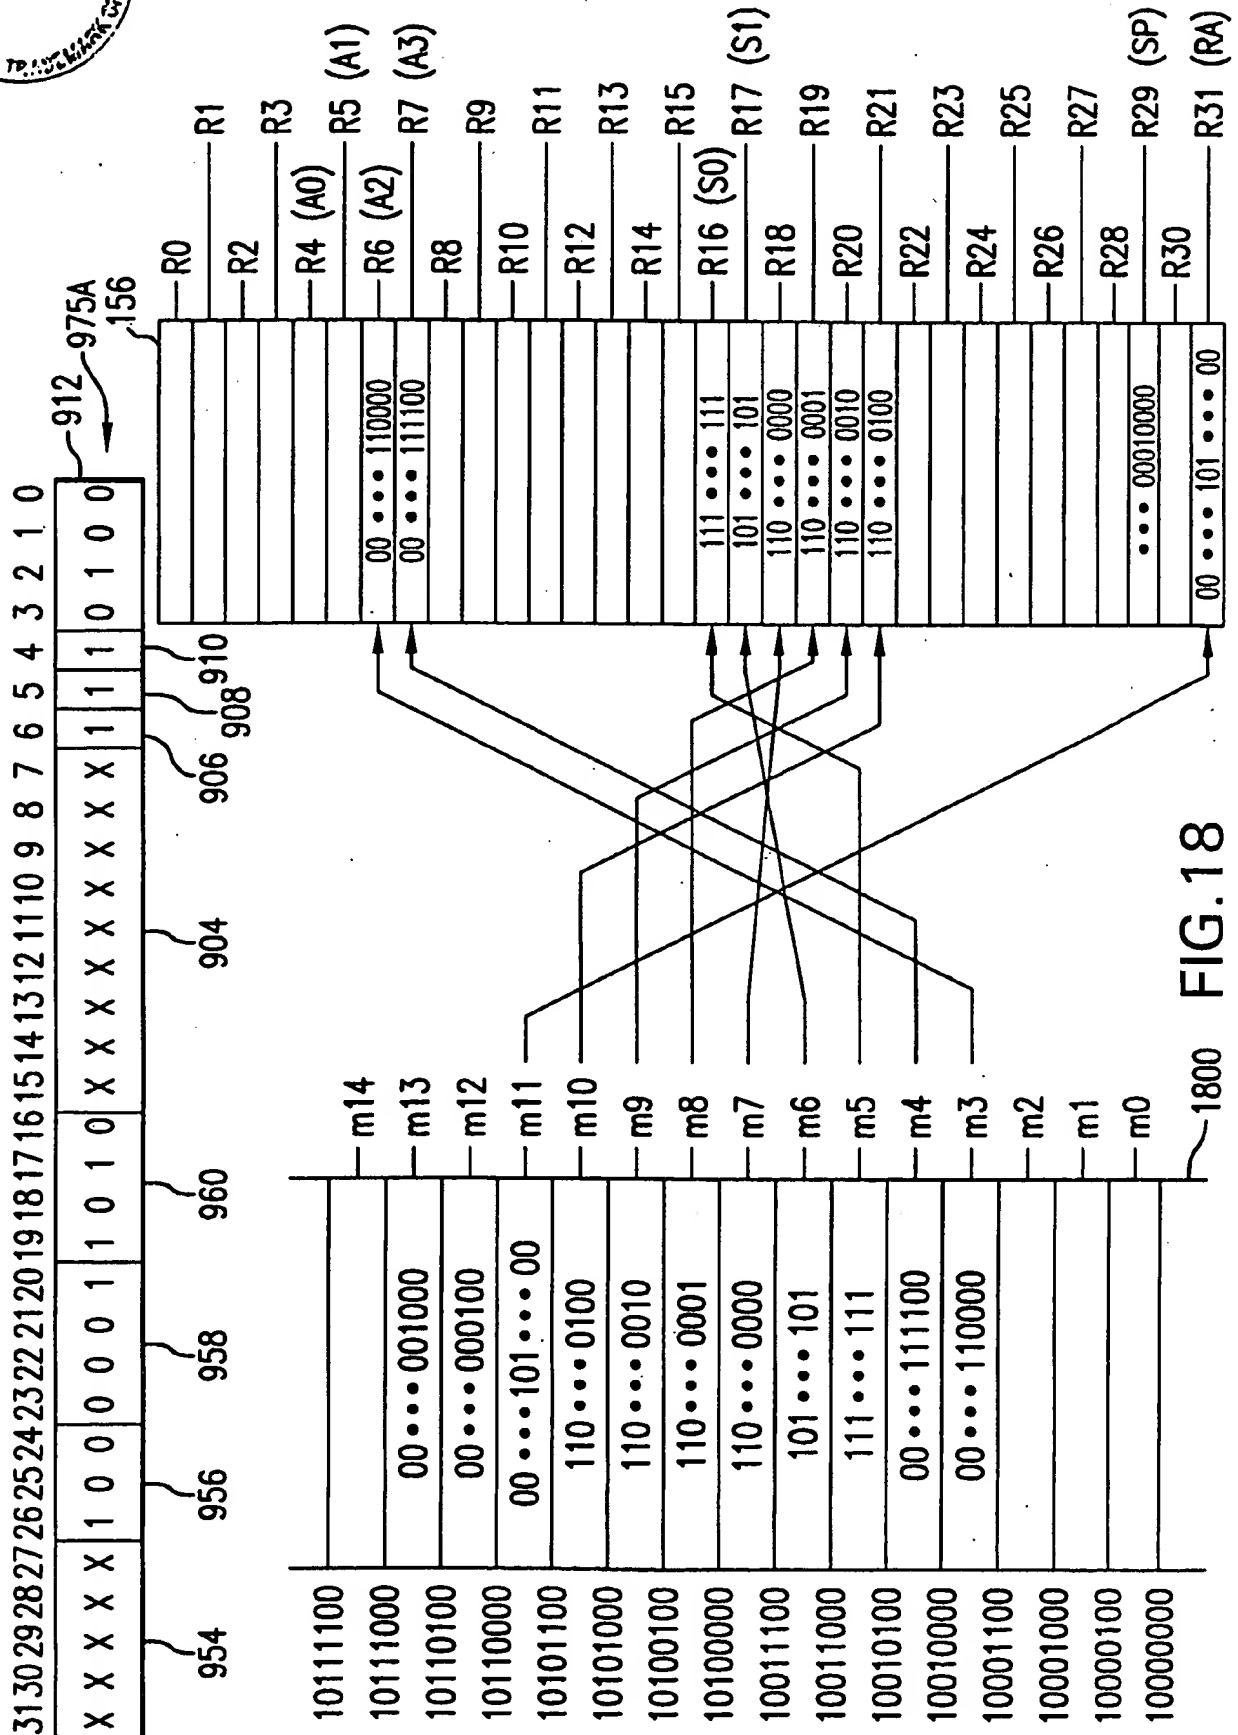 31 30 29 28 27 26 25 24 23 22 21 20 19 18 17 16 15 14 13 12 11 10 9 8 7 6 5 4 3 2 1 0
X X X X X 1 0 0 0 0 0 1 1 0 1 0 X X X X X X X X X 1 1 1 0 1 0 0
954
956
958
960
904
906
908
910
912
975A
156
R0
R1
R2
R3
R4 (A0)
R5 (A1)
R6 (A2)
R7 (A3)
R8
R9
R10
R11
R12
R13
R14
R15
R16 (S0)
R17 (S1)
R18
R19
R20
R21
R22
R23
R24
R25
R26
R27
R28
R29 (SP)
R30
R31 (RA)
00 •••• 110000
00 •••• 111100
111 ••• 111
101 ••• 101
110 ••• 0000
110 ••• 0001
110 ••• 0010
110 ••• 0100
••• 00010000
00 •••• 101 •••• 00
10111100
10111000
10110100
10110000
10101100
10101000
10100100
10100000
10011100
10011000
10010100
10010000
10001100
10001000
10000100
10000000
00 •••• 001000
00 •••• 000100
00 •••• 101 •••• 00
110 •••• 0100
110 •••• 0010
110 •••• 0001
110 •••• 0000
101 •••• 101
111 •••• 111
00 •••• 111100
00 •••• 110000
m14
m13
m12
m11
m10
m9
m8
m7
m6
m5
m4
m3
m2
m1
m0
1800
FIG. 18